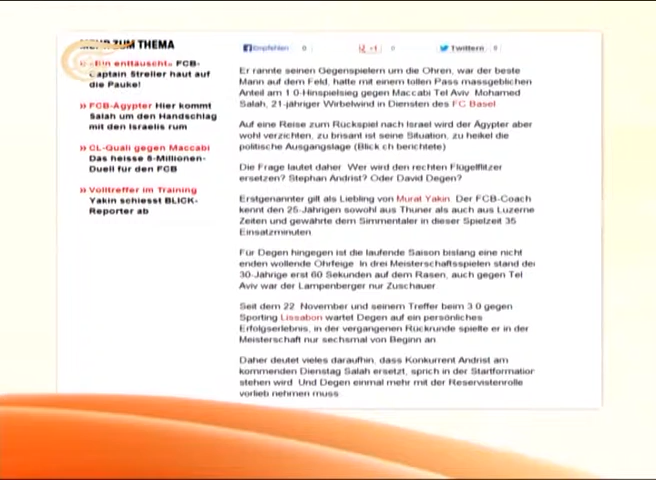 MEHR ZUM THEMA
» «Bin enttäuscht» FCB-
Captain Streller haut auf
die Pauke!
» FCB-Ägypter Hier kommt
Salah um den Handschlag
mit den Israelis rum
» CL-Quali gegen Maccabi
Das heisse 8-Millionen-
Duell für den FCB
» Volltreffer im Training
Yakin schiesst BLICK-
Reporter ab
Empfehlen 0 +1 0 Twittern 0
Er rannte seinen Gegenspielern um die Ohren, war der beste
Mann auf dem Feld, hatte mit einem tollen Pass massgeblichen
Anteil am 1:0-Hinspielsieg gegen Maccabi Tel Aviv: Mohamed
Salah, 21-jähriger Wirbelwind in Diensten des FC Basel
Auf eine Reise zum Rückspiel nach Israel wird der Ägypter aber
wohl verzichten, zu brisant ist seine Situation, zu heikel die
politische Ausgangslage (Blick.ch berichtete)
Die Frage lautet daher: Wer wird den rechten Flügelflitzer
ersetzen? Stephan Andrist? Oder David Degen?
Erstgenannter gilt als Liebling von Murat Yakin. Der FCB-Coach
kennt den 25-Jährigen sowohl aus Thuner als auch aus Luzerne
Zeiten und gewährte dem Simmentaler in dieser Spielzeit 35
Einsatzminuten
Für Degen hingegen ist die laufende Saison bislang eine nicht
enden wollende Ohrfeige. In drei Meisterschaftsspielen stand de
30-Jährige erst 60 Sekunden auf dem Rasen, auch gegen Tel
Aviv war der Lampenberger nur Zuschauer.
Seit dem 22. November und seinem Treffer beim 3:0 gegen
Sporting Lissabon wartet Degen auf ein persönliches
Erfolgserlebnis, in der vergangenen Rückrunde spielte er in der
Meisterschaft nur sechsmal von Beginn an.
Daher deutet vieles daraufhin, dass Konkurrent Andrist am
kommenden Dienstag Salah ersetzt, sprich in der Startformation
stehen wird. Und Degen einmal mehr mit der Reservistenrolle
vorlieb nehmen muss.